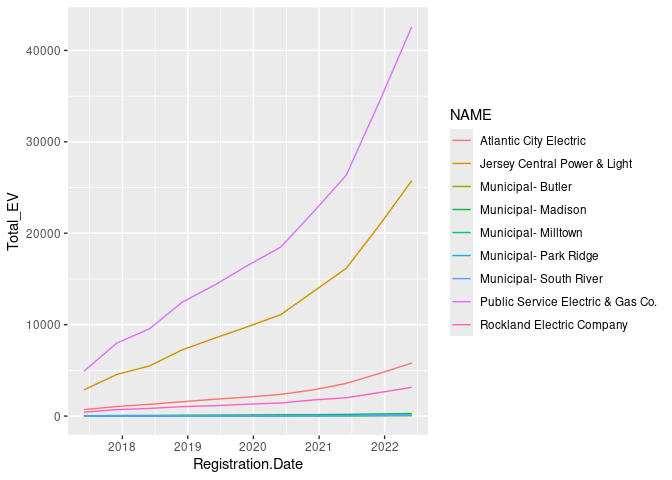 Total_EV
40000
30000
20000
10000
0
2018 2019 2020 2021 2022
Registration.Date
NAME
Atlantic City Electric
Jersey Central Power & Light
Municipal- Butler
Municipal- Madison
Municipal- Milltown
Municipal- Park Ridge
Municipal- South River
Public Service Electric & Gas Co.
Rockland Electric Company